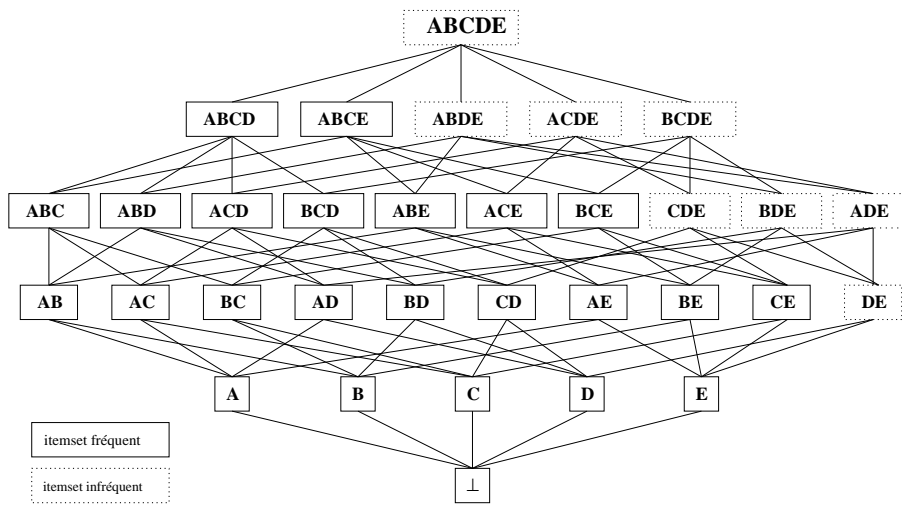 ABCDE
ABCD ABCE ABDE ACDE BCDE
ABC ABD ACD BCD ABE ACE BCE CDE BDE ADE
AB AC BC AD BD CD AE BE CE DE
A B C D E
itemset fréquent
itemset infréquent
⊥